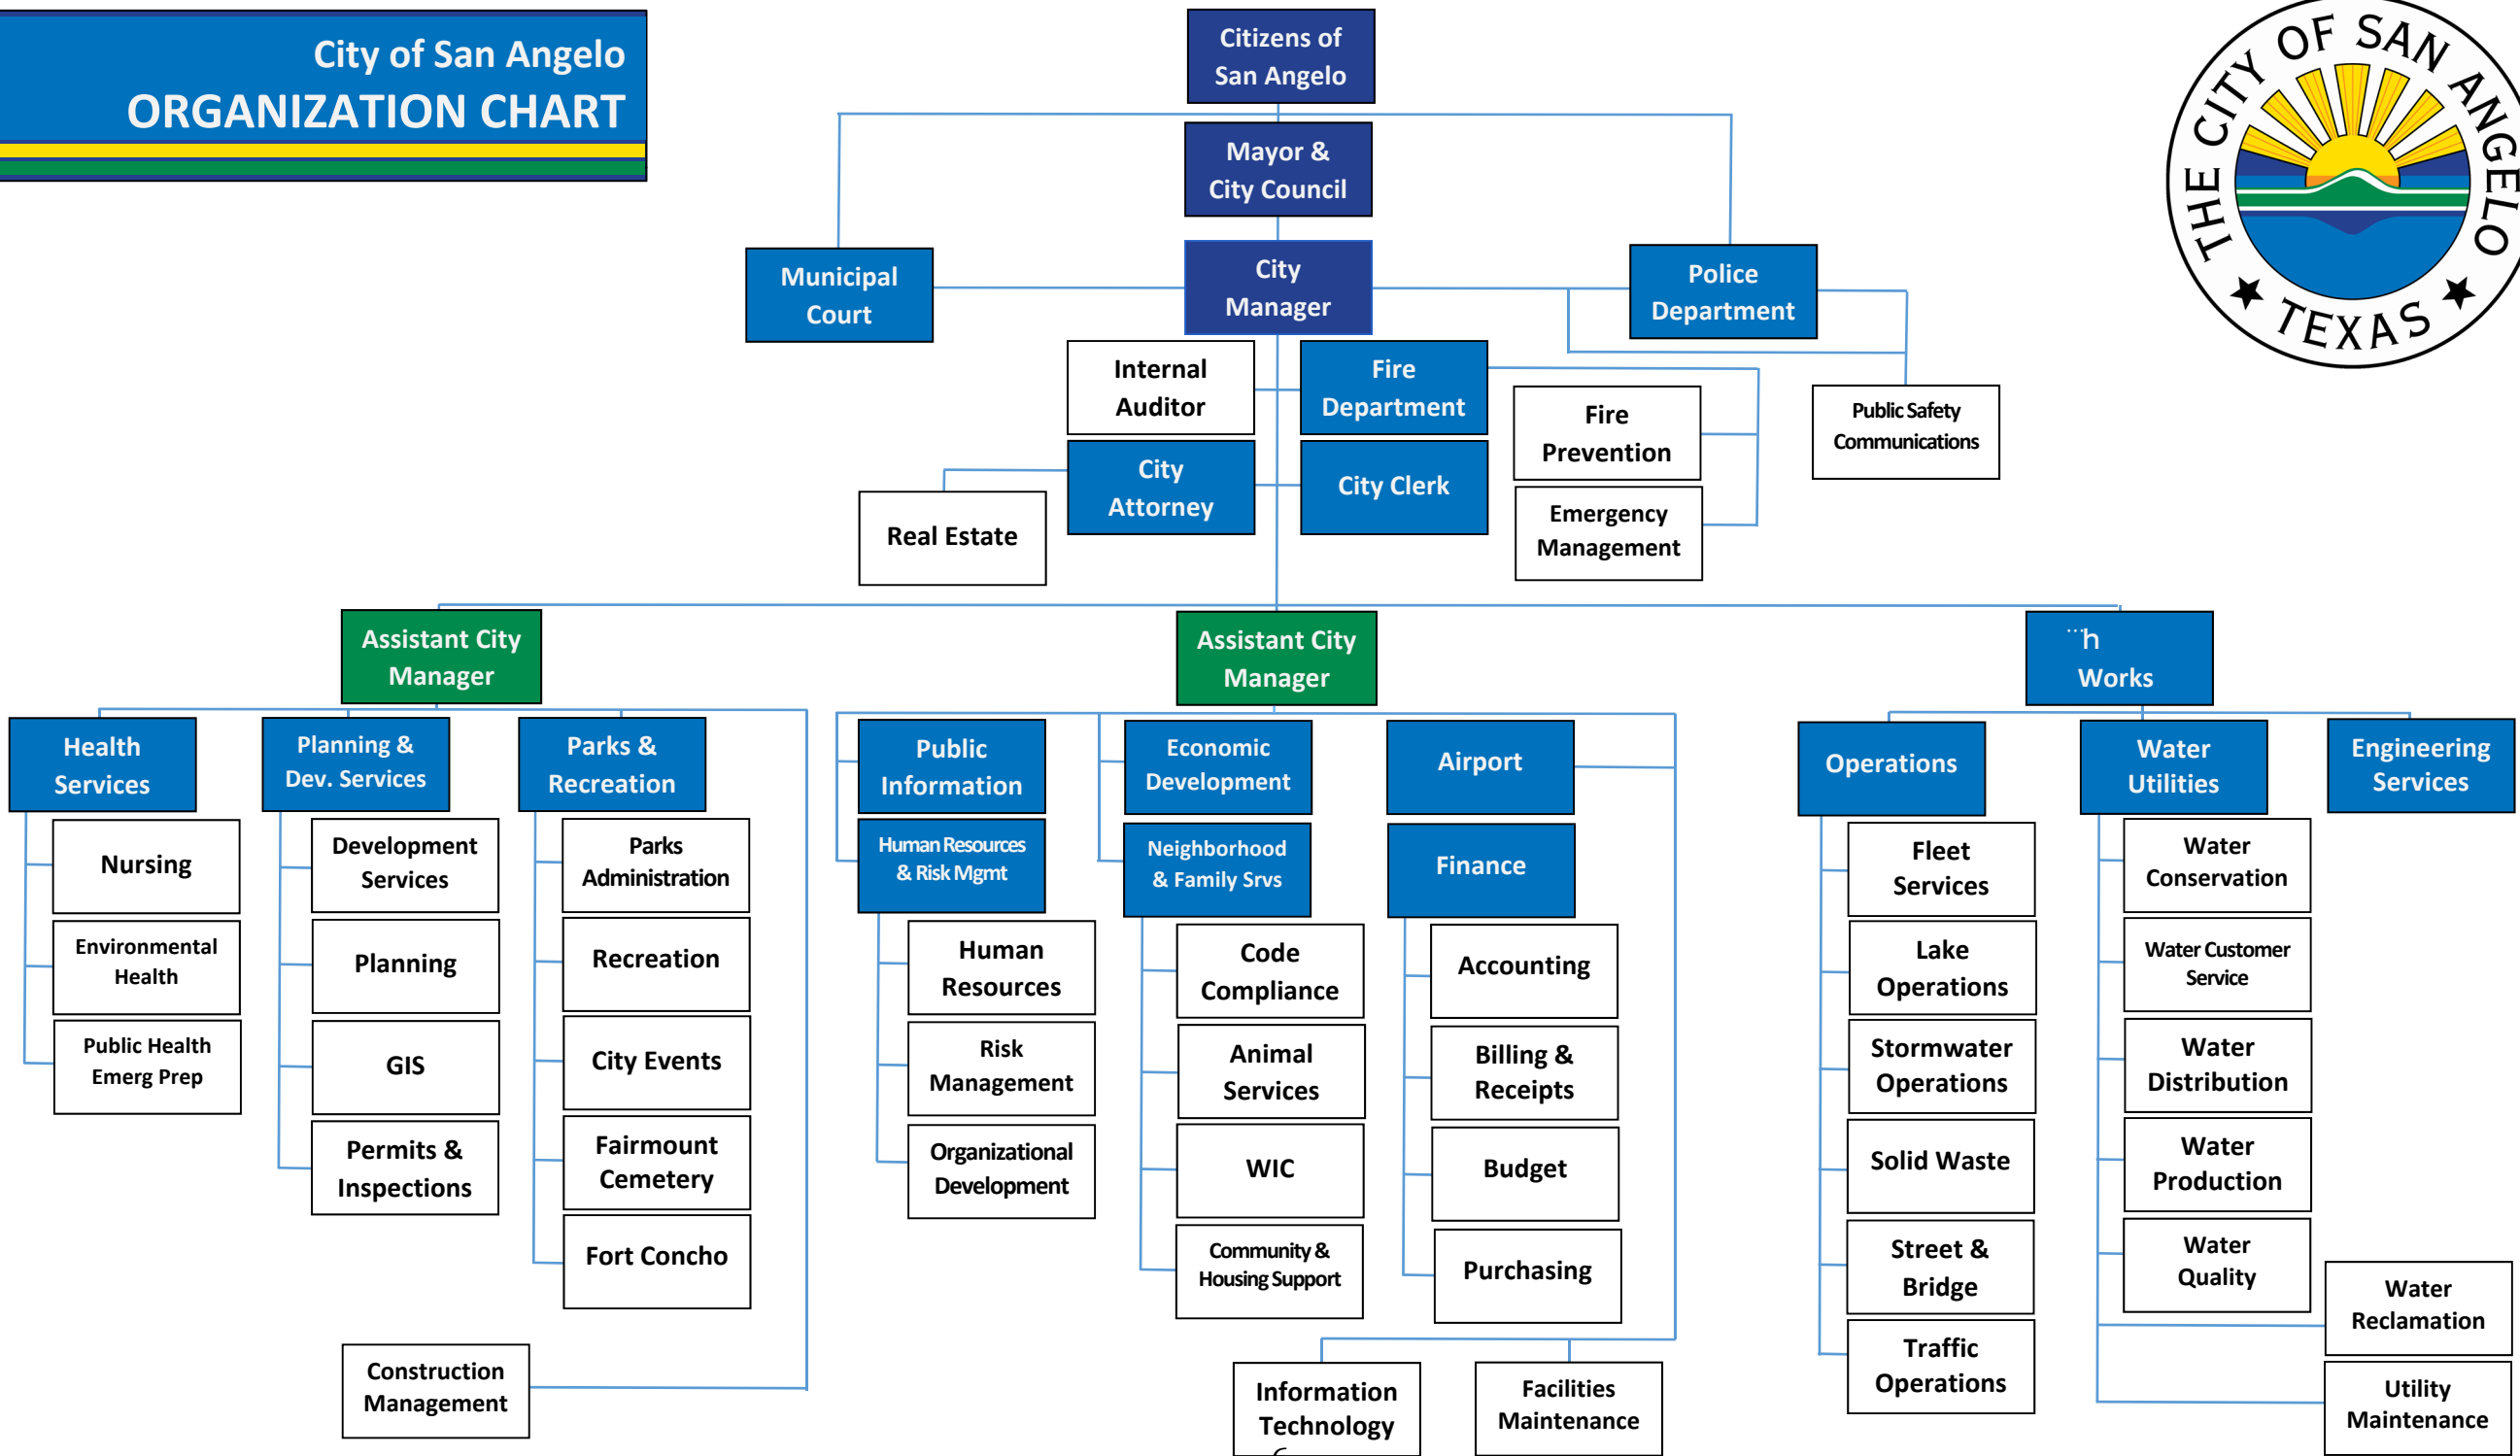 City of San Angelo
ORGANIZATION CHART
THE CITY OF SAN ANGELO
TEXAS
Citizens of
San Angelo
Mayor &
City Council
Municipal
Court
City
Manager
Police
Department
Internal
Auditor
Fire
Department
Fire
Prevention
Public Safety
Communications
City
Attorney
City Clerk
Real Estate
Emergency
Management
Assistant City
Manager
Assistant City
Manager
Works
Health
Services
Planning &
Dev. Services
Parks &
Recreation
Public
Information
Economic
Development
Airport
Operations
Water
Utilities
Engineering
Services
Human Resources
& Risk Mgmt
Neighborhood
& Family Srvs
Finance
Nursing
Environmental
Health
Public Health
Emerg Prep
Development
Services
Planning
GIS
Permits &
Inspections
Parks
Administration
Recreation
City Events
Fairmount
Cemetery
Fort Concho
Construction
Management
Human
Resources
Risk
Management
Organizational
Development
Code
Compliance
Animal
Services
WIC
Community &
Housing Support
Accounting
Billing &
Receipts
Budget
Purchasing
Information
Technology
Facilities
Maintenance
Fleet
Services
Lake
Operations
Stormwater
Operations
Solid Waste
Street &
Bridge
Traffic
Operations
Water
Conservation
Water Customer
Service
Water
Distribution
Water
Production
Water
Quality
Water
Reclamation
Utility
Maintenance